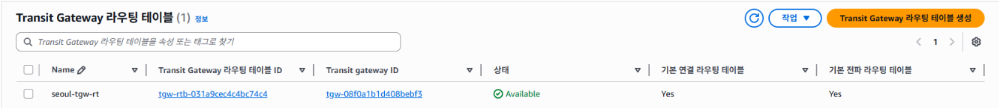 Transit Gateway 라우팅 테이블 (1) 정보
작업
Transit Gateway 라우팅 테이블 생성
Transit Gateway 라우팅 테이블을 속성 또는 태그로 찾기
1
Name Transit Gateway 라우팅 테이블 ID Transit gateway ID 상태 기본 연결 라우팅 테이블 기본 전파 라우팅 테이블
seoul-tgw-rt tgw-rtb-031a9cec4c4bc74c4 tgw-08f0a1b1d408bebf3 Available Yes Yes